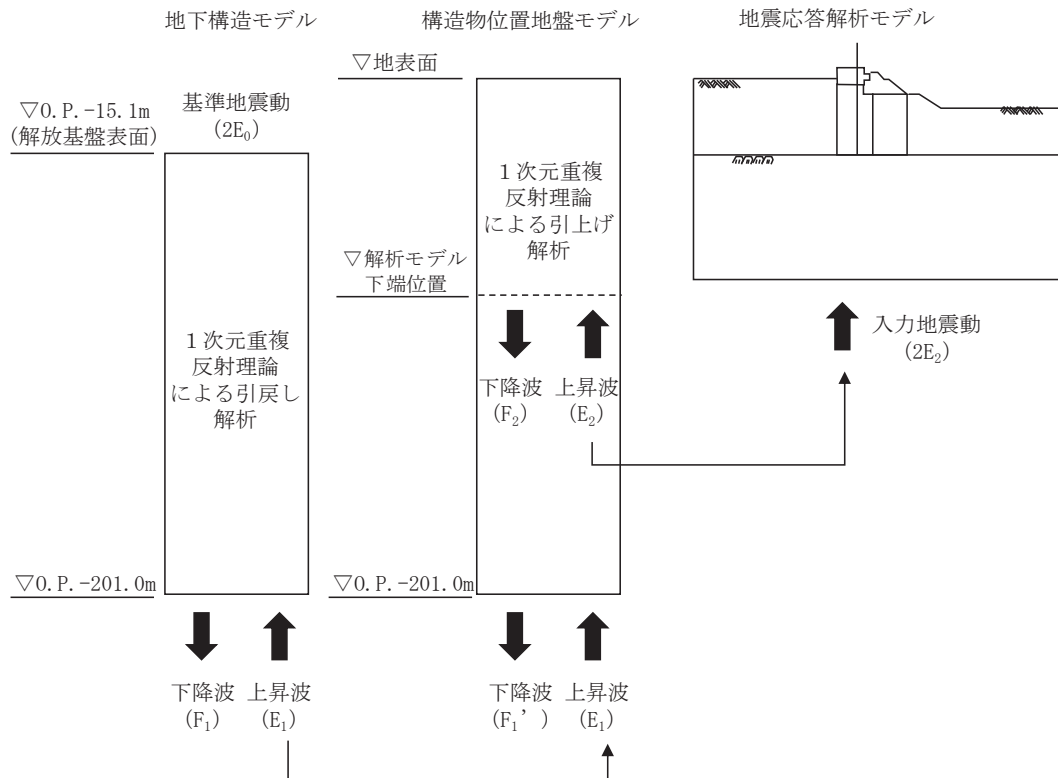 地下構造モデル
▽O.P.-15.1m
(解放基盤表面)
基準地震動
(2E₀)
1次元重複
反射理論
による引戻し
解析
▽O.P.-201.0m
下降波
(F₁)
上昇波
(E₁)
構造物位置地盤モデル
▽地表面
1次元重複
反射理論
による引上げ
解析
▽解析モデル
下端位置
下降波
(F₂)
上昇波
(E₂)
▽O.P.-201.0m
下降波
(F₁’)
上昇波
(E₁)
地震応答解析モデル
入力地震動
(2E₂)